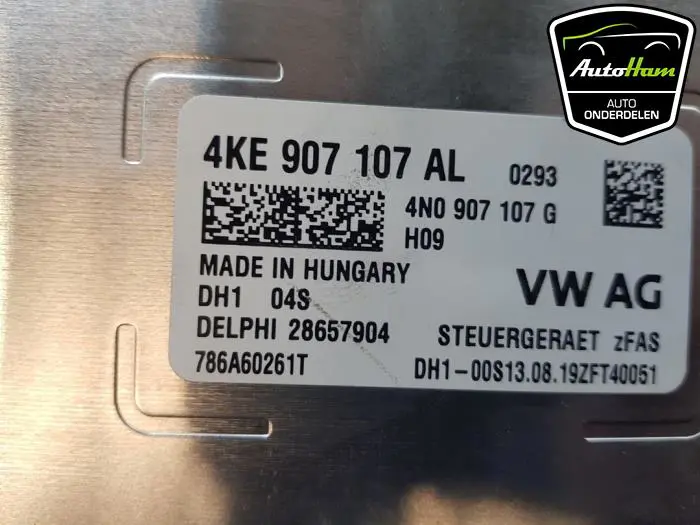 AutoHam
AUTO
ONDERDELEN
4KE 907 107 AL 0293
4N0 907 107 G
H09
MADE IN HUNGARY
DH1 04S
VW AG
DELPHI 28657904
STEUERGERAET zFAS
786A60261T
DH1-00S13.08.19ZFT40051